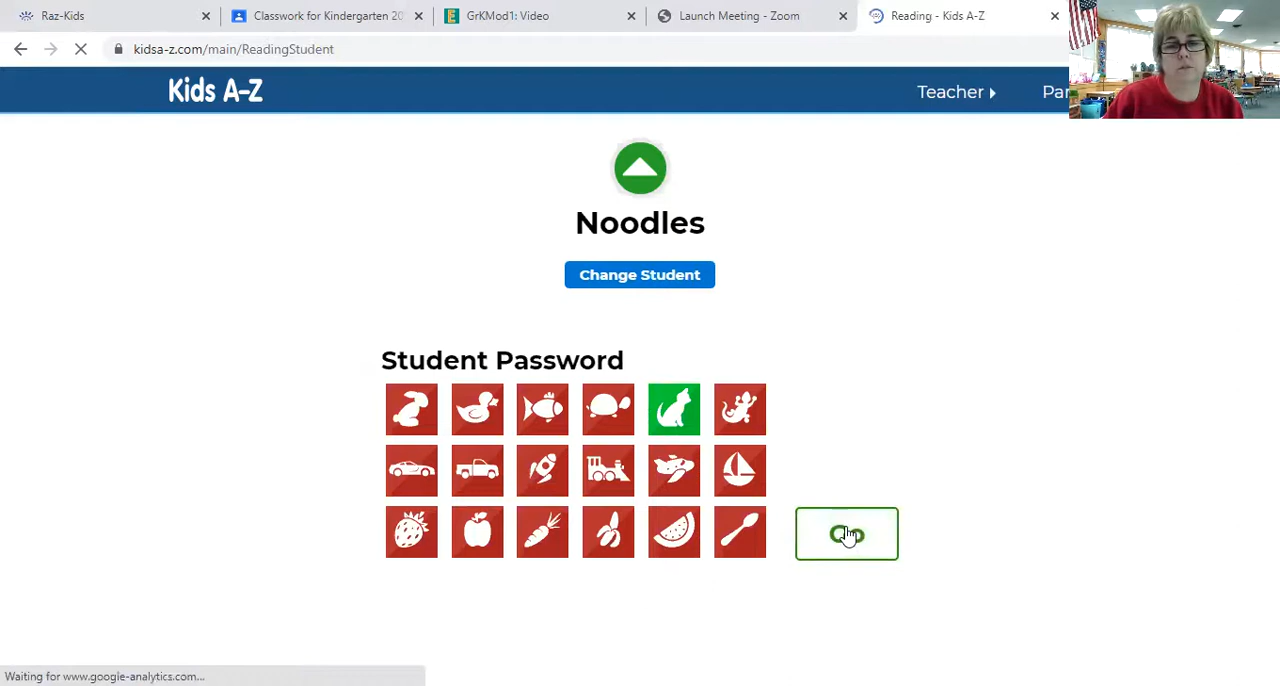 Raz-Kids
Classwork for Kindergarten 20
GrKMod1: Video
Launch Meeting - Zoom
Reading - Kids A-Z
kidsa-z.com/main/ReadingStudent
Kids A-Z
Teacher
Par
Noodles
Change Student
Student Password
Waiting for www.google-analytics.com...